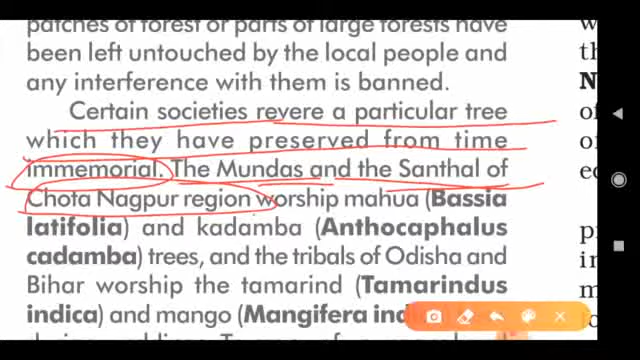 patches of forest or parts of large forests have
been left untouched by the local people and
any interference with them is banned.
Certain societies revere a particular tree
which they have preserved from time
immemorial. The Mundas and the Santhal of
Chota Nagpur region worship mahua (Bassia
latifolia) and kadamba (Anthocaphalus
cadamba) trees, and the tribals of Odisha and
Bihar worship the tamarind (Tamarindus
indica) and mango (Mangifera